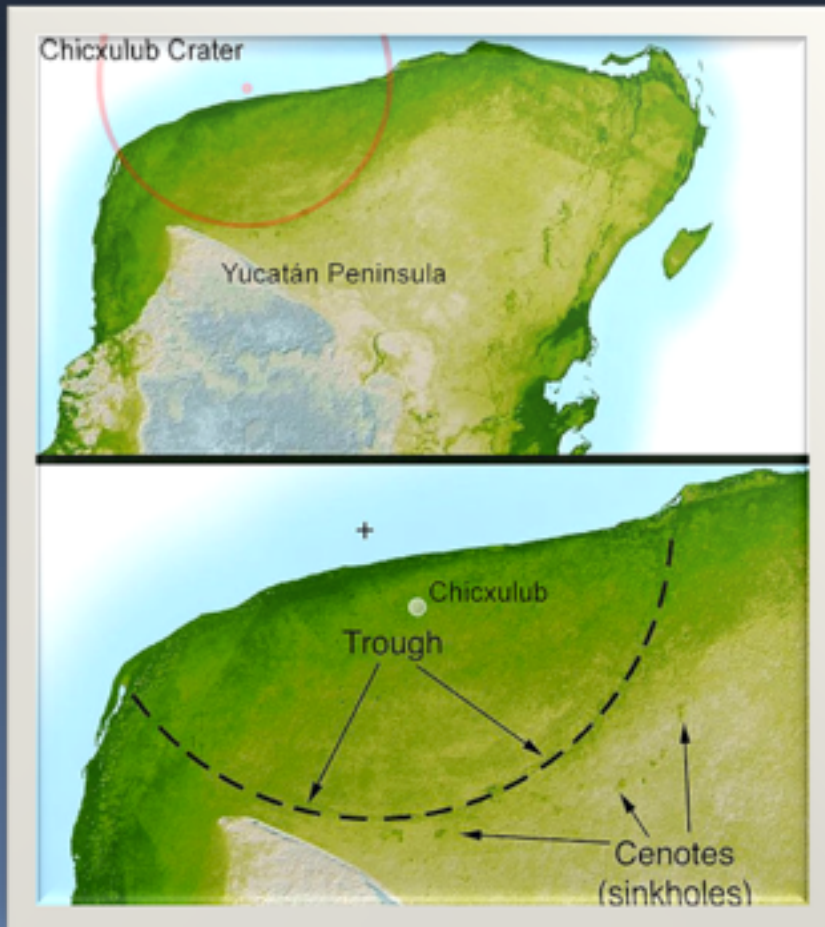 Chicxulub Crater
Yucatán Peninsula
Chicxulub
Trough
Cenotes
(sinkholes)